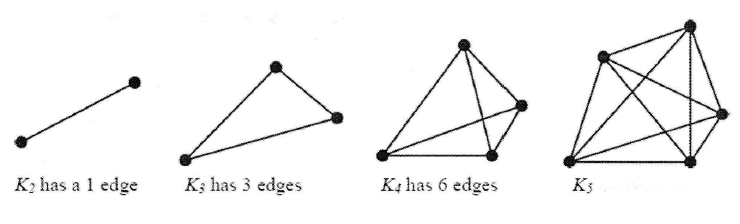 K₂ has a 1 edge
K₃ has 3 edges
K₄ has 6 edges
K₅